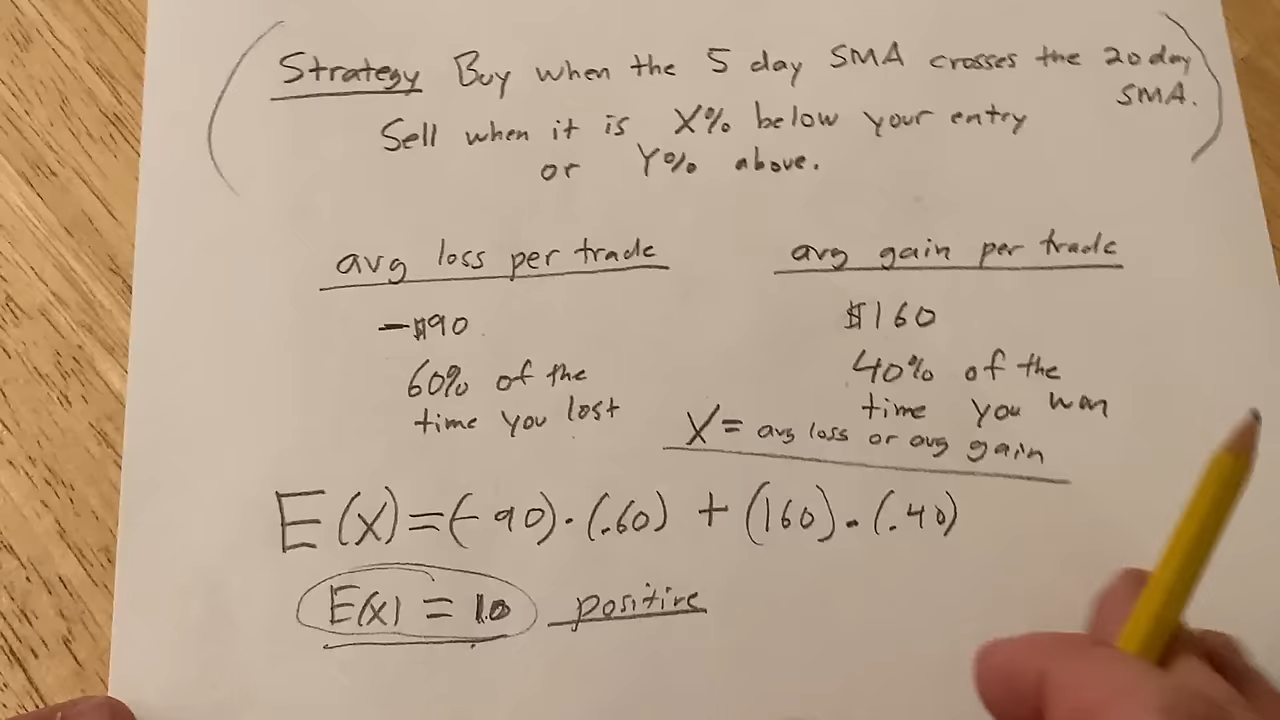 Strategy Buy when the 5 day SMA crosses the 20 day
SMA.
Sell when it is X% below your entry
or Y% above.
avg loss per trade
avg gain per trade
-$90
$160
60% of the
time you lost
40% of the
time you won
X = avg loss or avg gain
E(X)=(-90)·(.60) + (160)·(.40)
E(X) = 10 positive